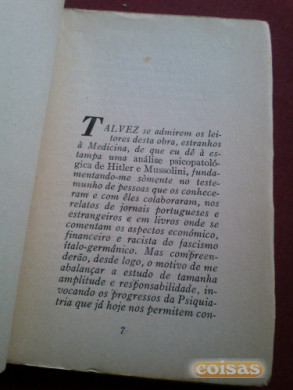 TALVEZ se admirem os lei-
tores desta obra, estranhos
à Medicina, de que eu dê à es-
tampa uma análise psicopatoló-
gica de Hitler e Mussolini, funda-
mentando-me sòmente no teste-
munho de pessoas que os conhece-
ram e com êles colaboraram, nos
relatos de jornais portugueses e
estrangeiros e em livros onde se
comentam os aspectos económico,
financeiro e racista do fascismo
ítalo-germânico. Mas compreen-
derão, desde logo, o motivo de me
abalançar a estudo de tamanha
amplitude e responsabilidade, in-
vocando os progressos da Psiquia-
tria que já hoje nos permitem con-
7
coisas